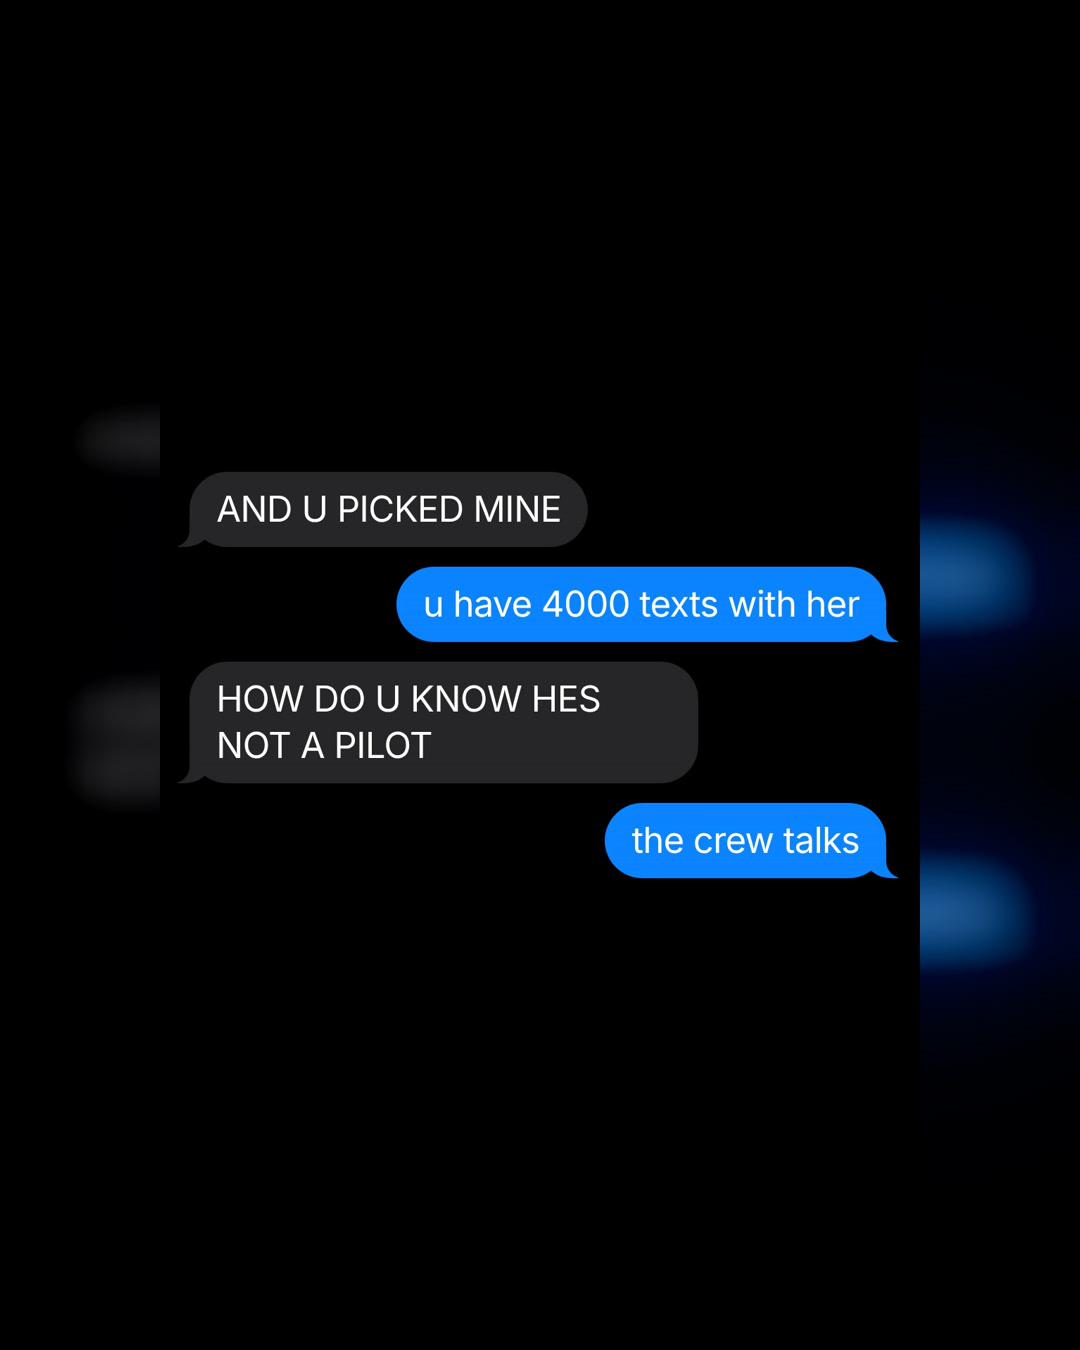 AND U PICKED MINE
u have 4000 texts with her
HOW DO U KNOW HES
NOT A PILOT
the crew talks